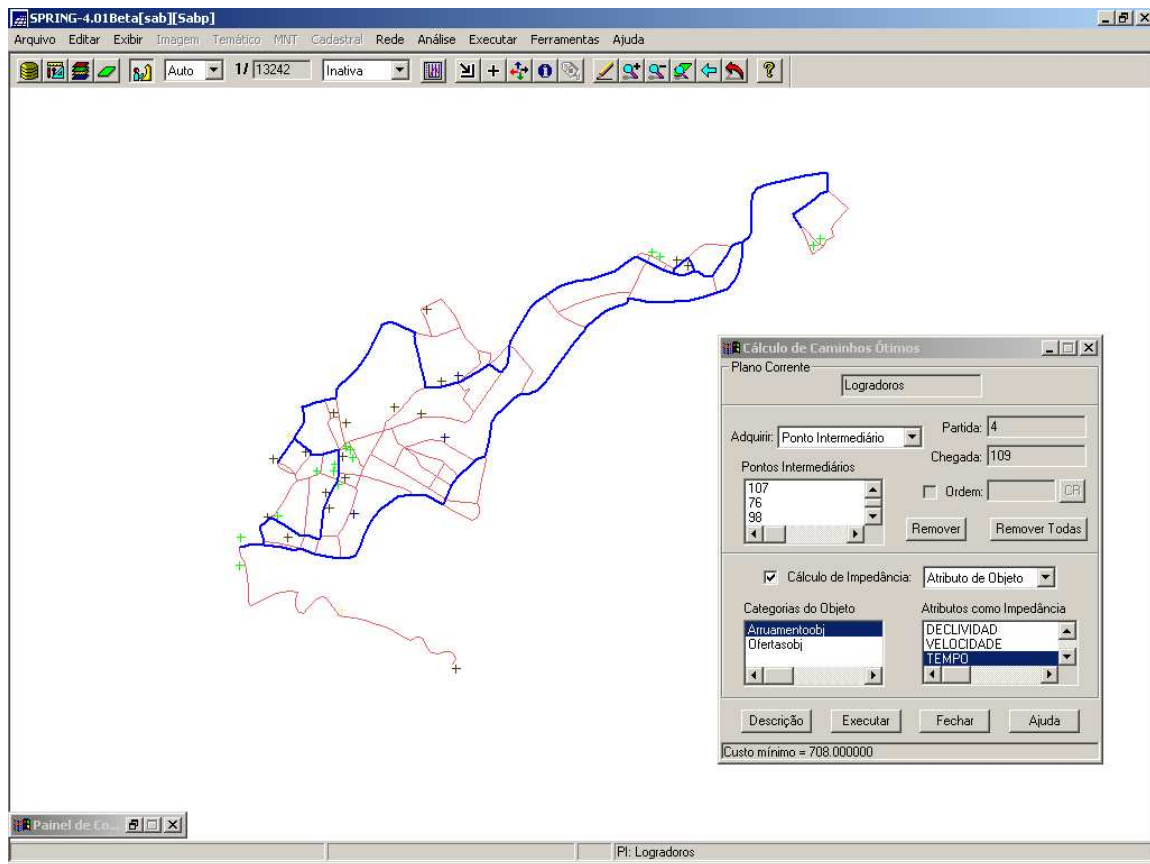 SPRING-4.01Beta[sab][Sabp]
Arquivo Editar Exibir Imagem Temático MNT Cadastral Rede Análise Executar Ferramentas Ajuda
Auto 1/ 13242 Inativa
Cálculo de Caminhos Ótimos
Plano Corrente
Logradoros
Adquirir: Ponto Intermediário
Partida: 4
Chegada: 109
Pontos Intermediários
107
76
98
Ordem: CR
Remover Remover Todas
Cálculo de Impedância: Atributo de Objeto
Categorias do Objeto
Arruamentoobj
Ofertasobj
Atributos como Impedância
DECLIVIDAD
VELOCIDADE
TEMPO
Descrição Executar Fechar Ajuda
Custo mínimo = 708.000000
Painel de Co...
PI: Logradoros